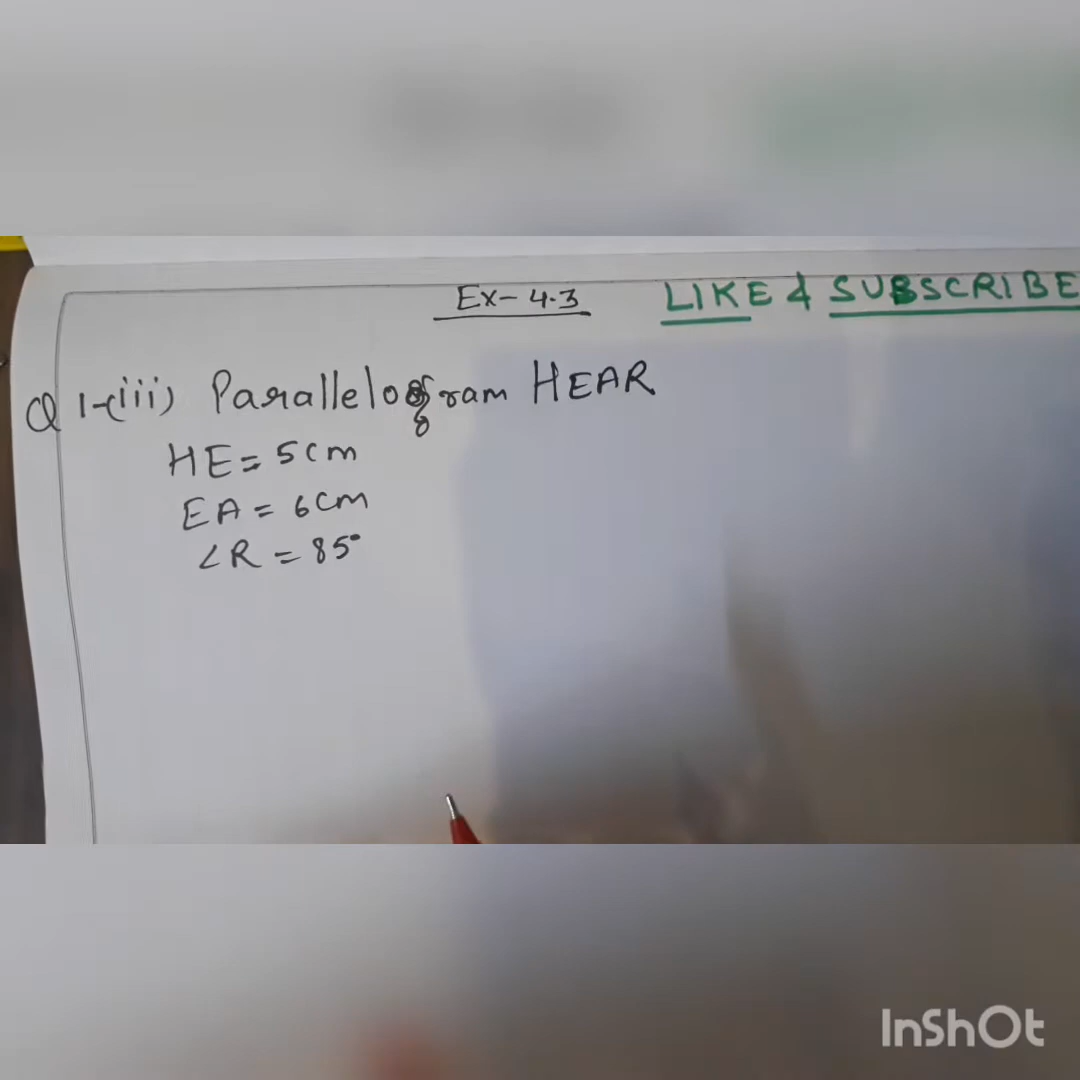 Ex- 4.3 LIKE & SUBSCRIBE
Q 1-(iii) Parallelogram HEAR
HE = 5cm
EA = 6cm
∠R = 85°
InShOt